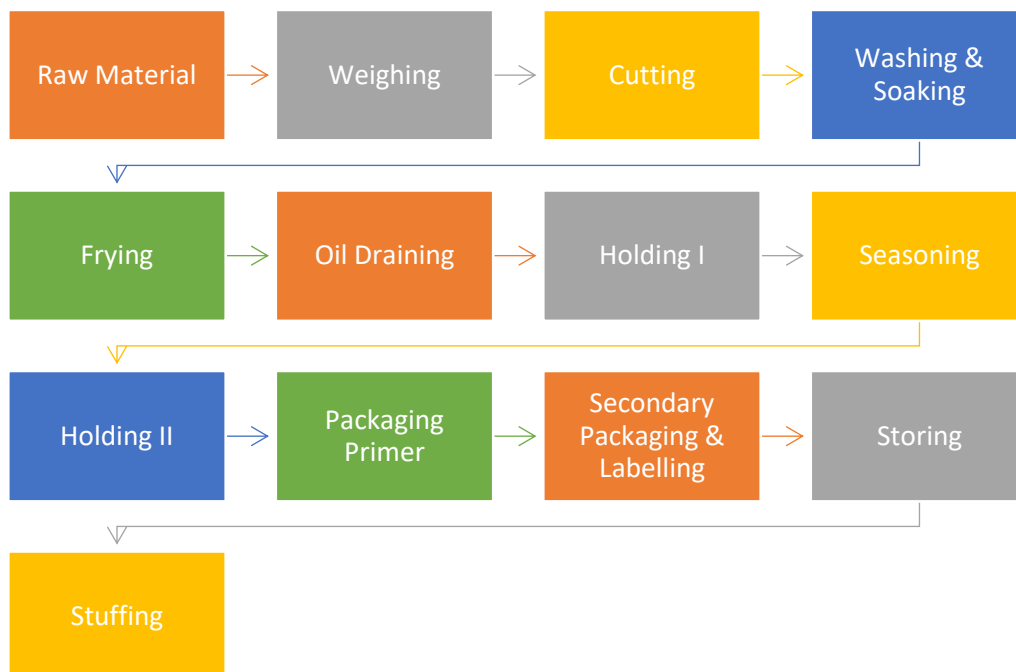 Raw Material
Weighing
Cutting
Washing &
Soaking
Frying
Oil Draining
Holding I
Seasoning
Holding II
Packaging
Primer
Secondary
Packaging &
Labelling
Storing
Stuffing